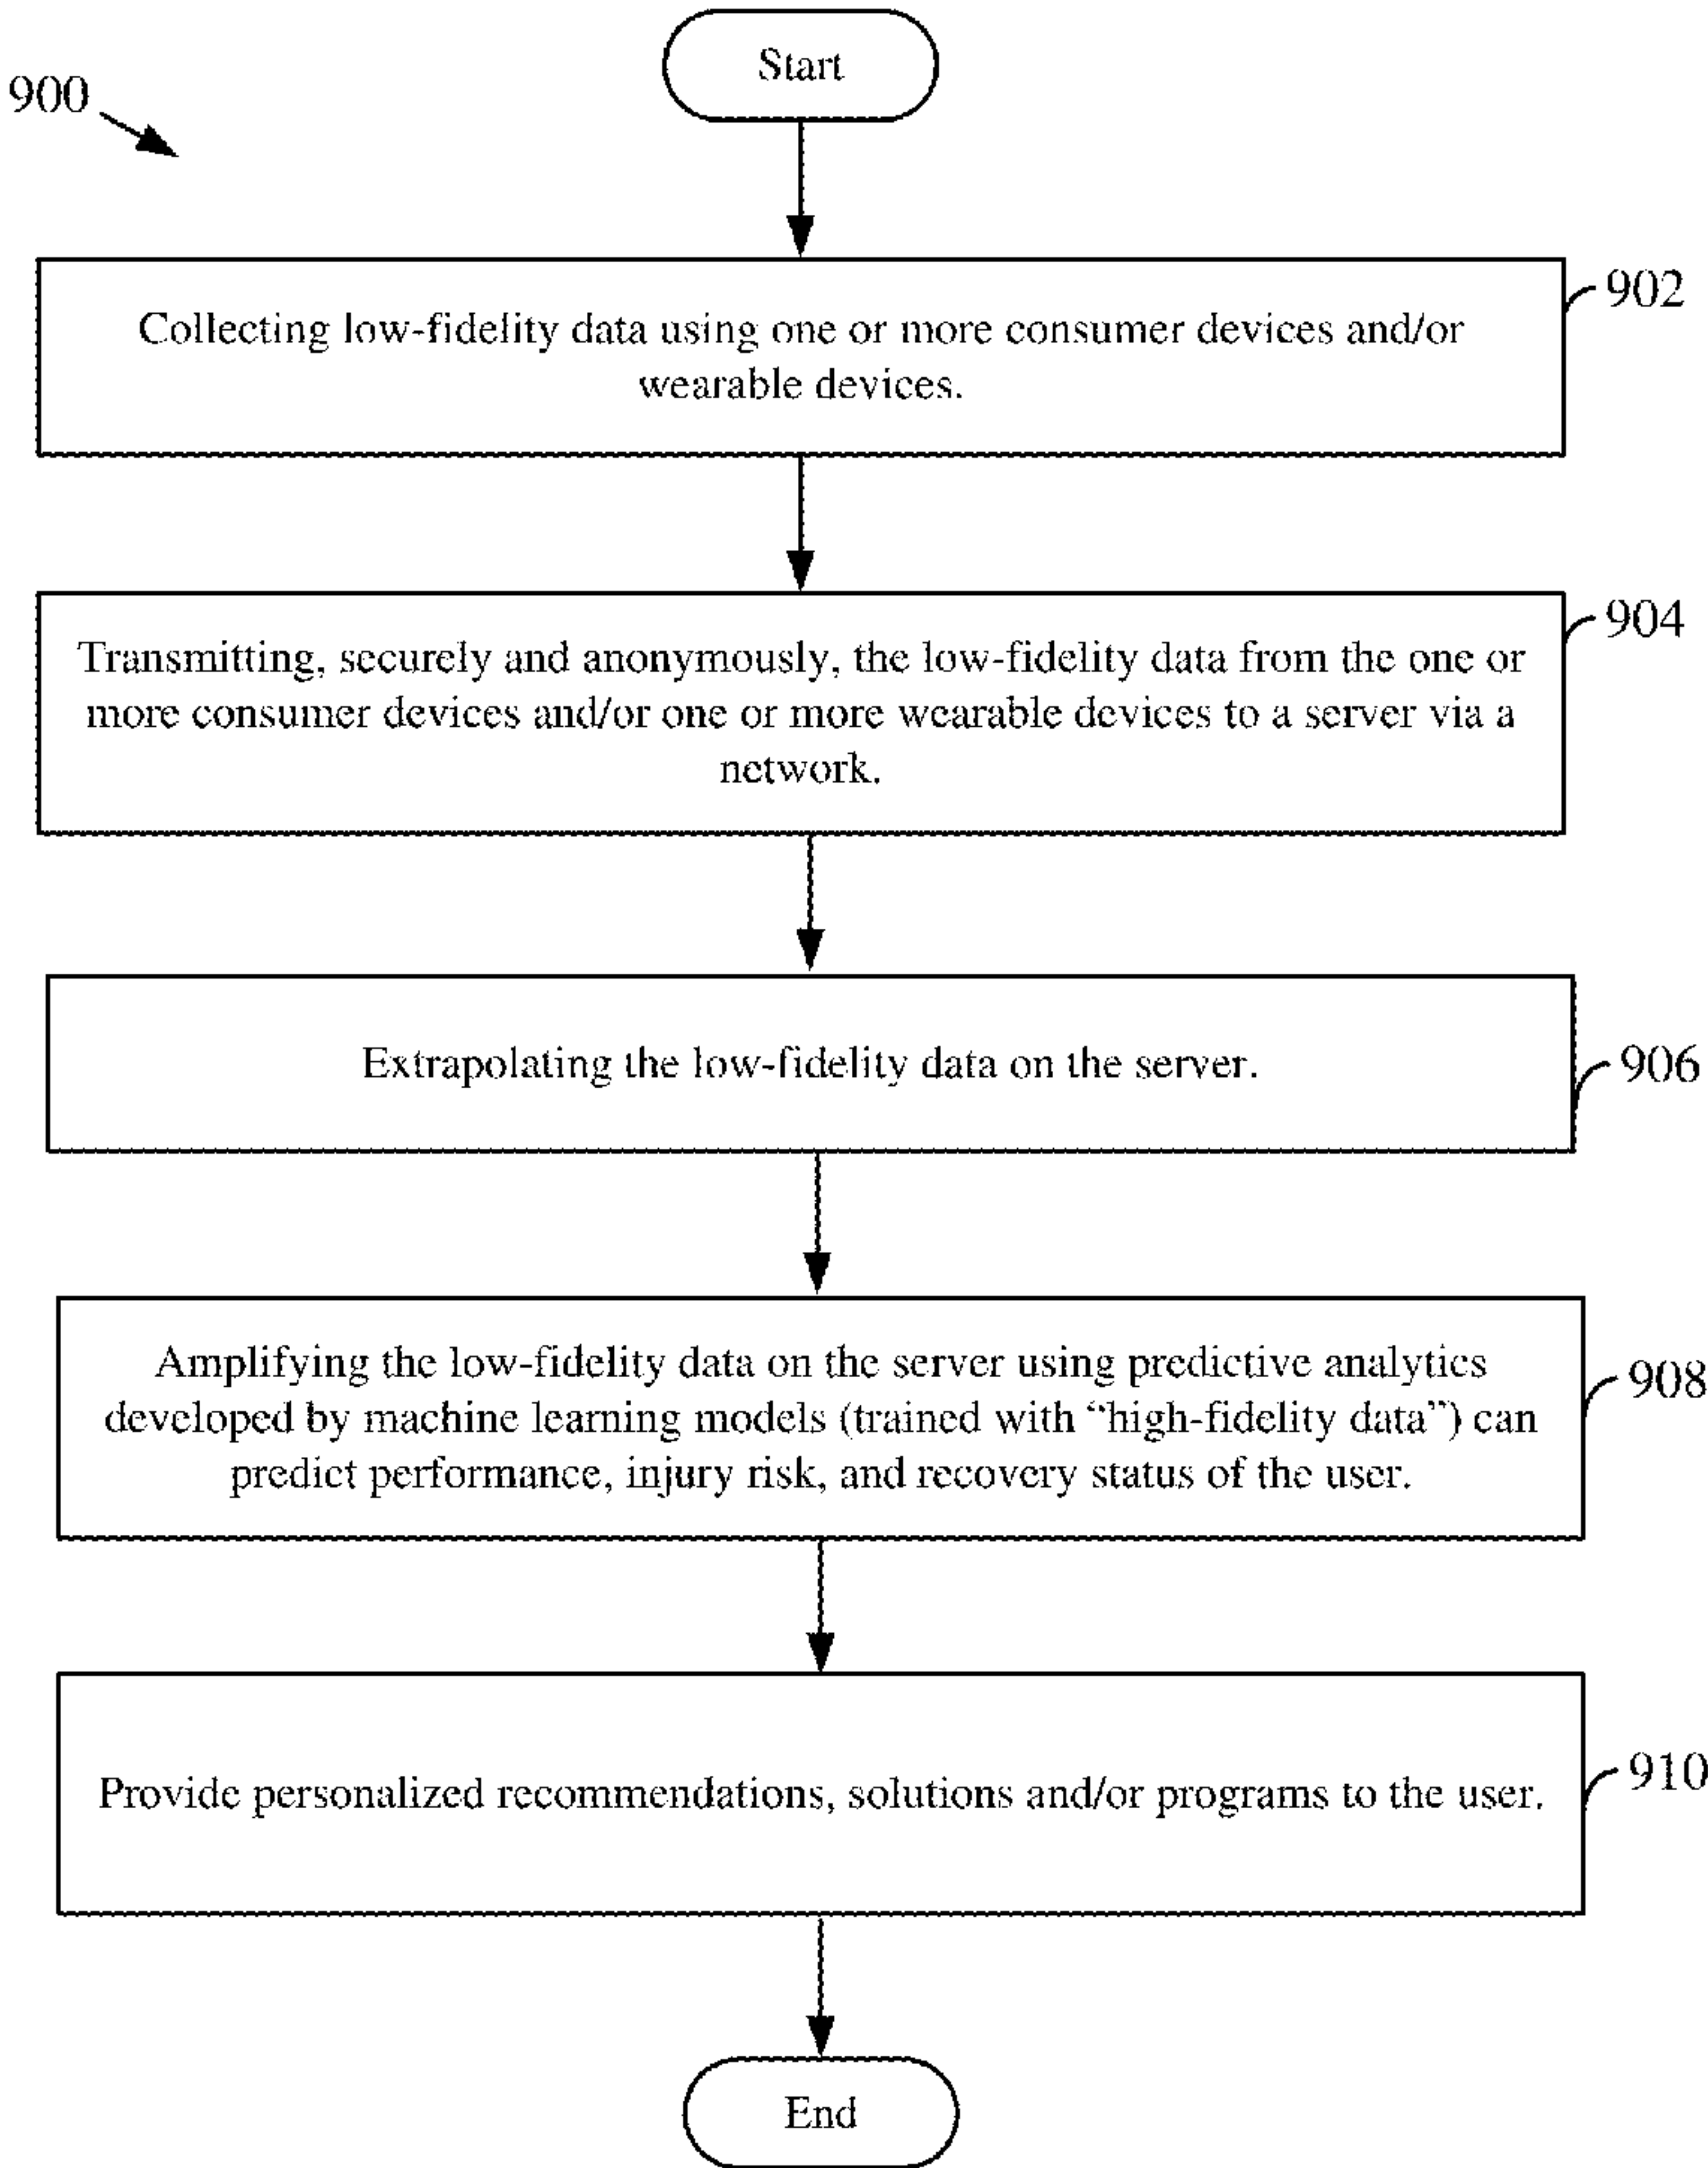 Start
900
902
Collecting low-fidelity data using one or more consumer devices and/or
wearable devices.
904
Transmitting, securely and anonymously, the low-fidelity data from the one or
more consumer devices and/or one or more wearable devices to a server via a
network.
Extrapolating the low-fidelity data on the server.
906
Amplifying the low-fidelity data on the server using predictive analytics
908
developed by machine learning models (trained with “high-fidelity data”) can
predict performance, injury risk, and recovery status of the user.
Provide personalized recommendations, solutions and/or programs to the user.
910
End